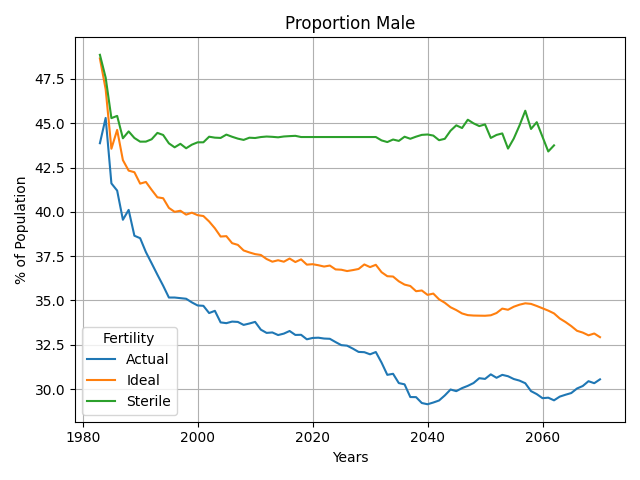 Proportion Male
% of Population
47.5
45.0
42.5
40.0
37.5
35.0
32.5
30.0
Fertility
Actual
Ideal
Sterile
1980
2000
2020
2040
2060
Years